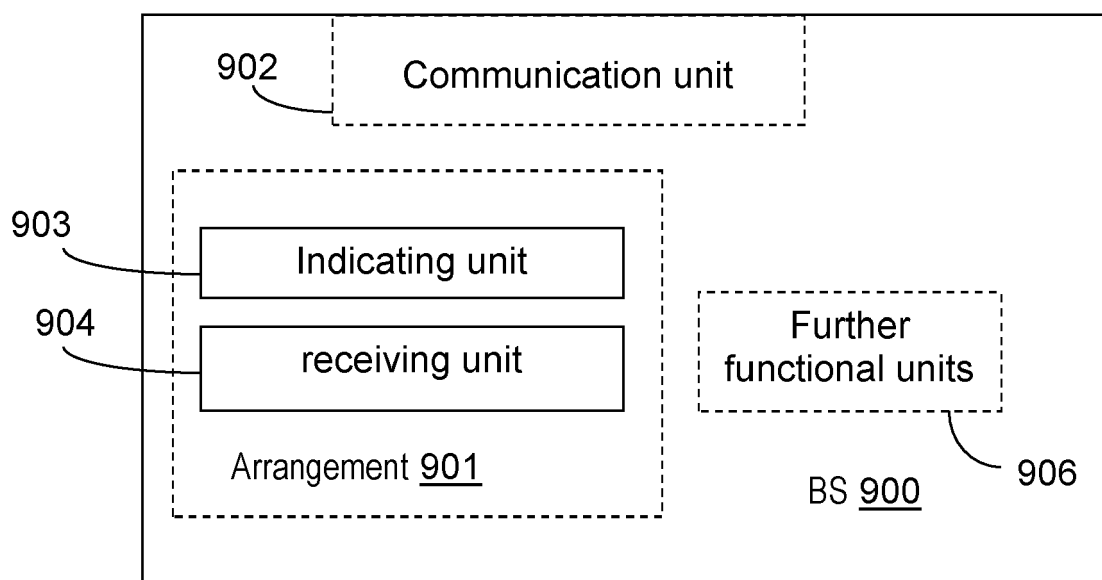 902
Communication unit
903
Indicating unit
904
receiving unit
Further
functional units
Arrangement 901
906
BS 900